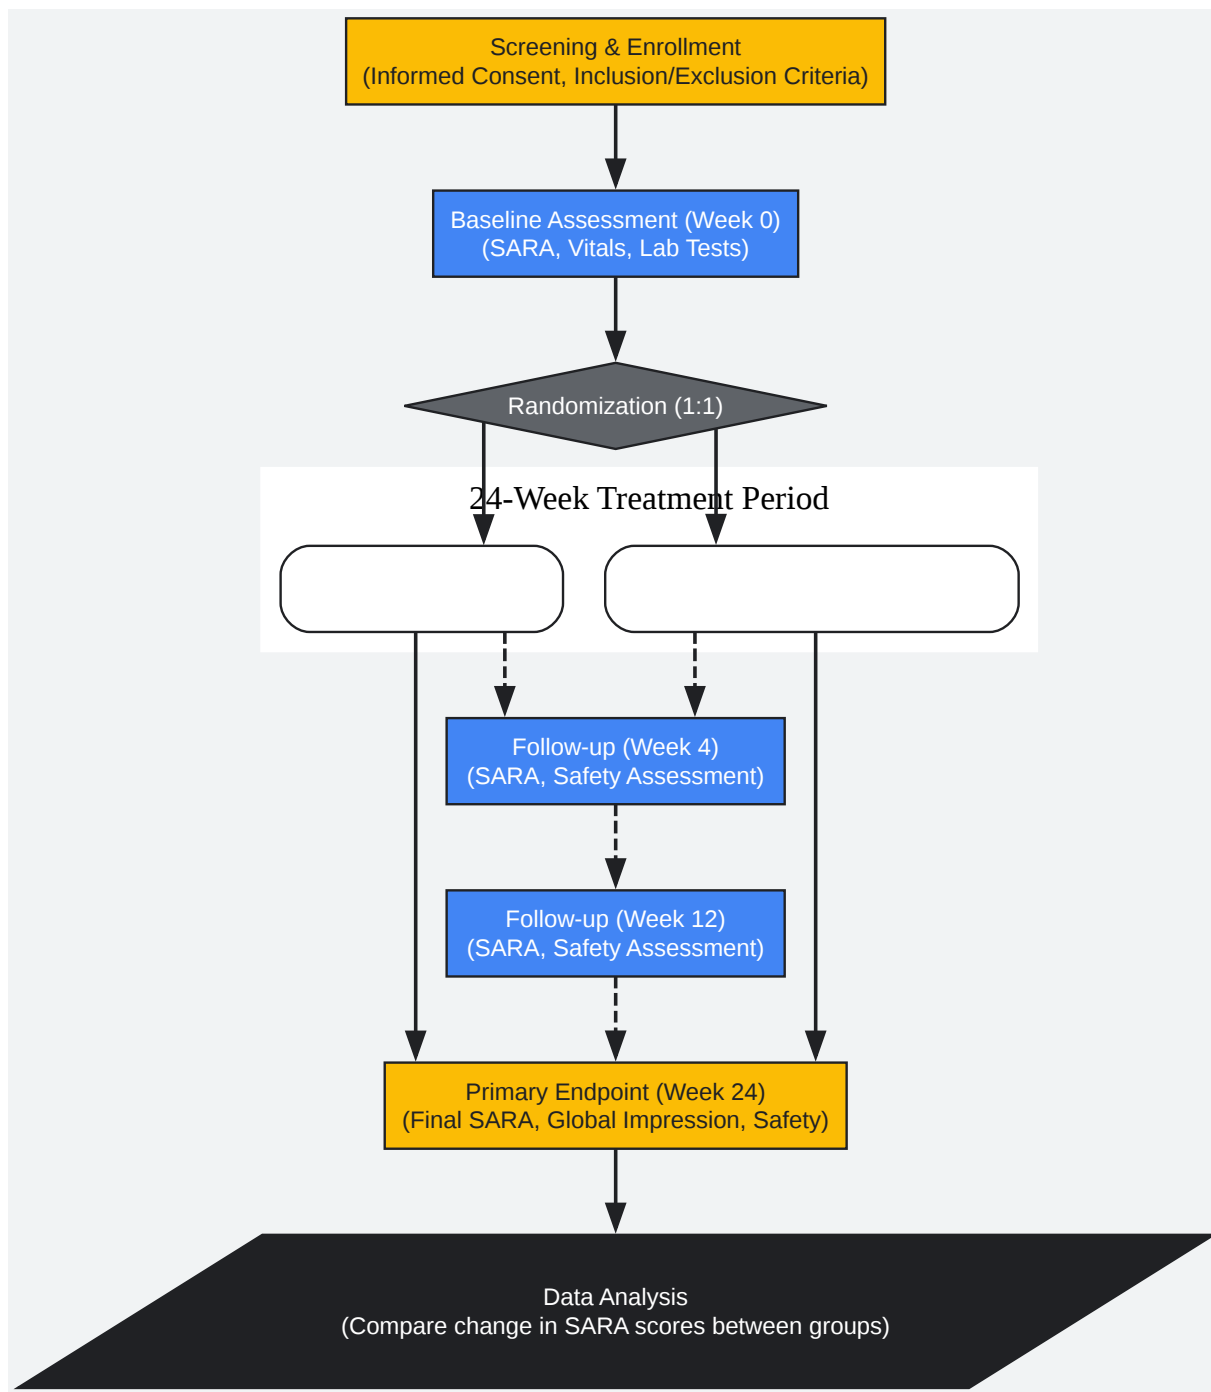 Screening & Enrollment
(Informed Consent, Inclusion/Exclusion Criteria)
Baseline Assessment (Week 0)
(SARA, Vitals, Lab Tests)
Randomization (1:1)
24-Week Treatment Period
Follow-up (Week 4)
(SARA, Safety Assessment)
Follow-up (Week 12)
(SARA, Safety Assessment)
Primary Endpoint (Week 24)
(Final SARA, Global Impression, Safety)
Data Analysis
(Compare change in SARA scores between groups)